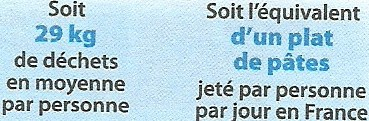 Soit
29 kg
de déchets
en moyenne
par personne
Soit l'équivalent
d'un plat
de pâtes
jeté par personne
par jour en France